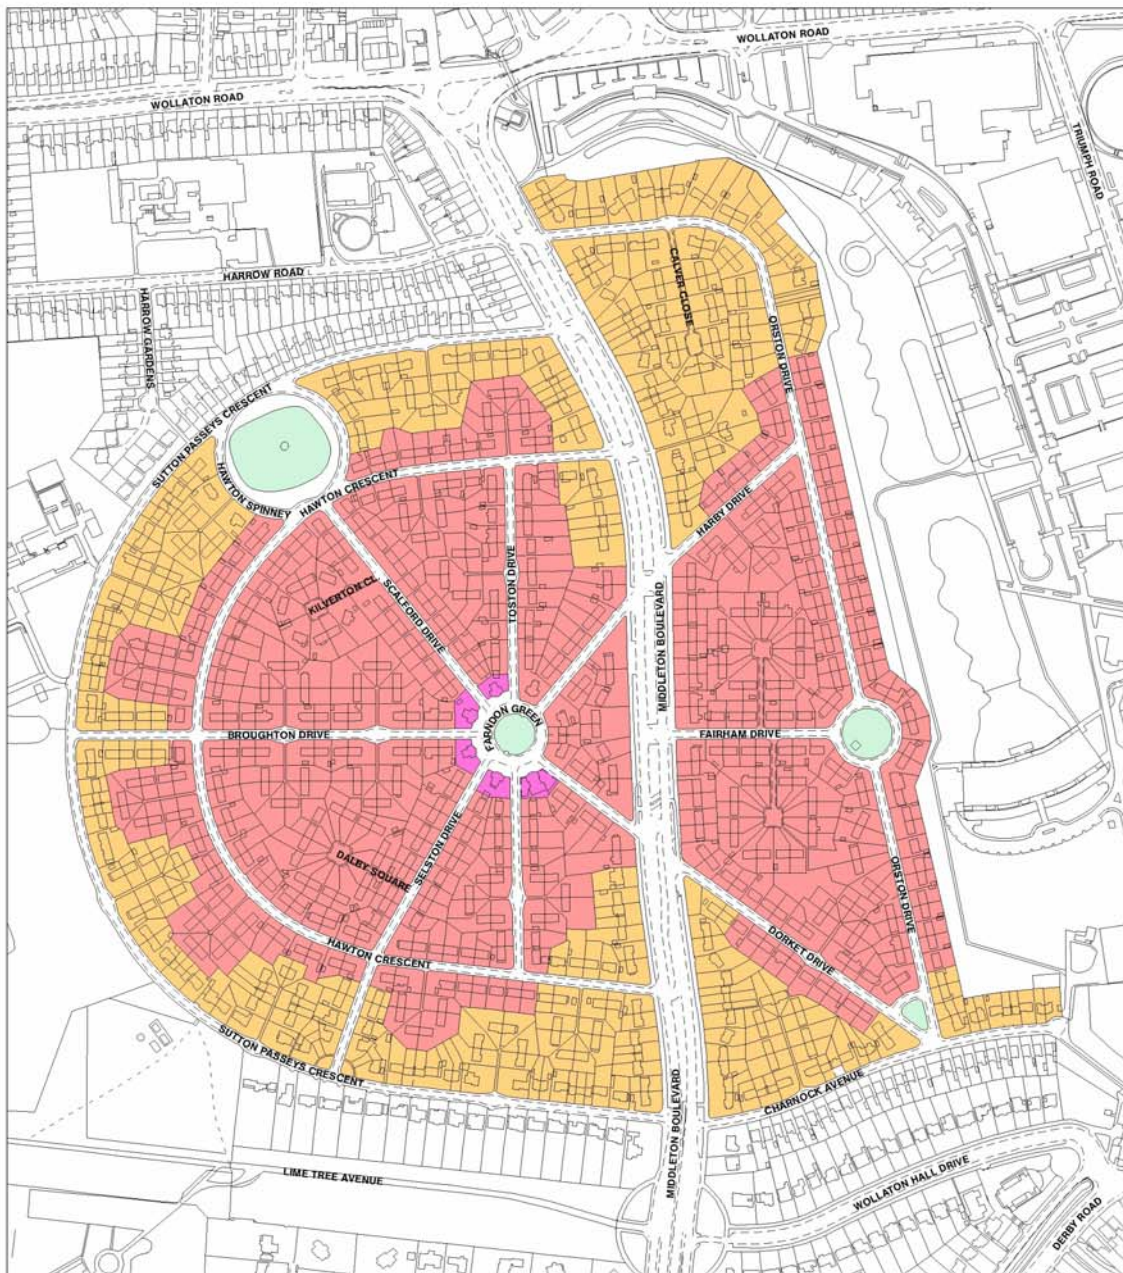 WOLLATON ROAD
WOLLATON ROAD
TRIUMPH ROAD
HARROW ROAD
CALVER CLOSE
HARROW GARDENS
ORSTON DRIVE
SUTTON PASSEYS CRESCENT
HAWTON SPINNEY
HAWTON CRESCENT
HARBY DRIVE
KILVERTON CL.
SCALFORD DRIVE
TOSTON DRIVE
MIDDLETON BOULEVARD
FARNDON GREEN
BROUGHTON DRIVE
FAIRHAM DRIVE
SELSTON DRIVE
DALBY SQUARE
ORSTON DRIVE
HAWTON CRESCENT
DORKET DRIVE
SUTTON PASSEYS CRESCENT
CHARNOCK AVENUE
MIDDLETON BOULEVARD
LIME TREE AVENUE
WOLLATON HALL DRIVE
DERBY ROAD